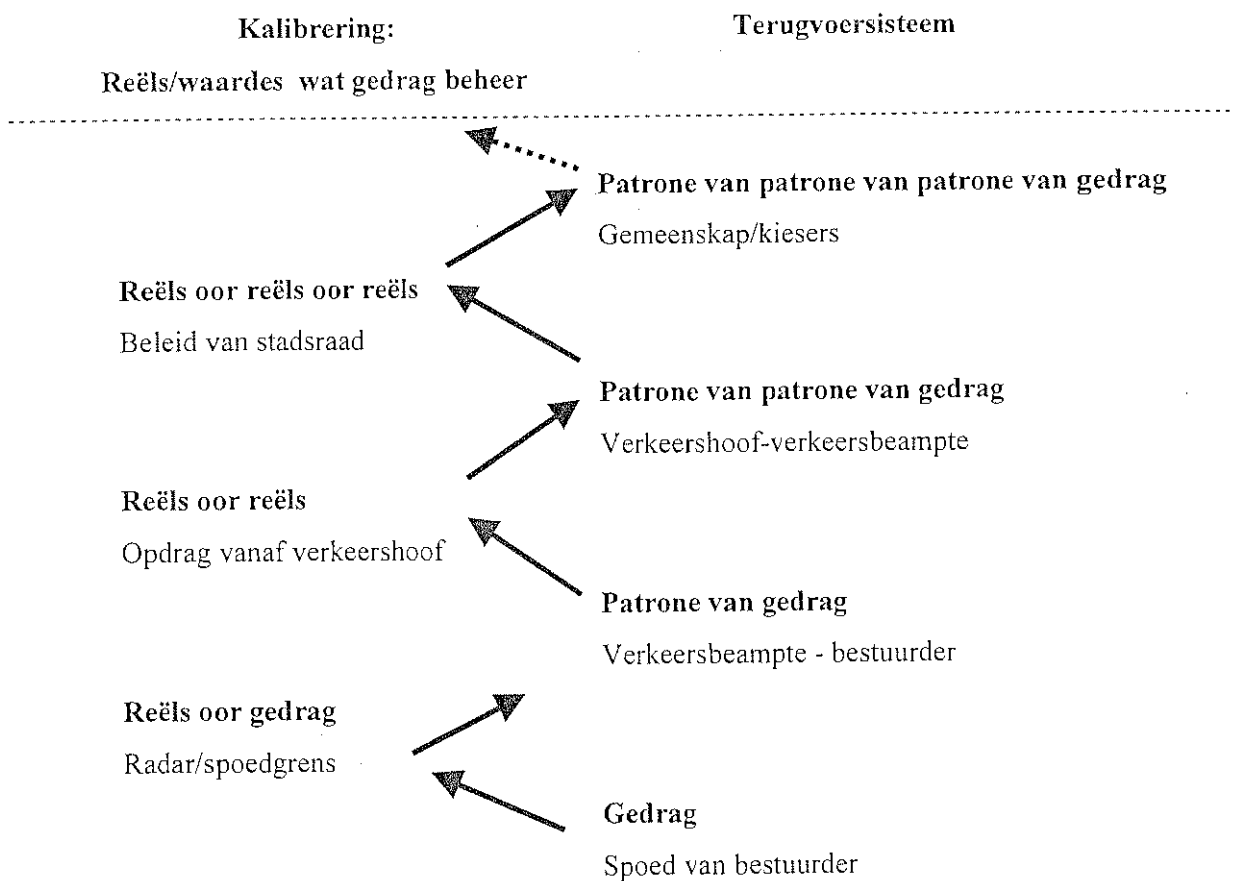 Kalibrering:
Terugvoersisteem
Reëls/waardes wat gedrag beheer
Patrone van patrone van patrone van gedrag
Gemeenskap/kiesers
Reëls oor reëls oor reëls
Beleid van stadsraad
Patrone van patrone van gedrag
Verkeershoof-verkeersbeampte
Reëls oor reëls
Opdrag vanaf verkeershoof
Patrone van gedrag
Verkeersbeampte - bestuurder
Reëls oor gedrag
Radar/spoedgrens
Gedrag
Spoed van bestuurder